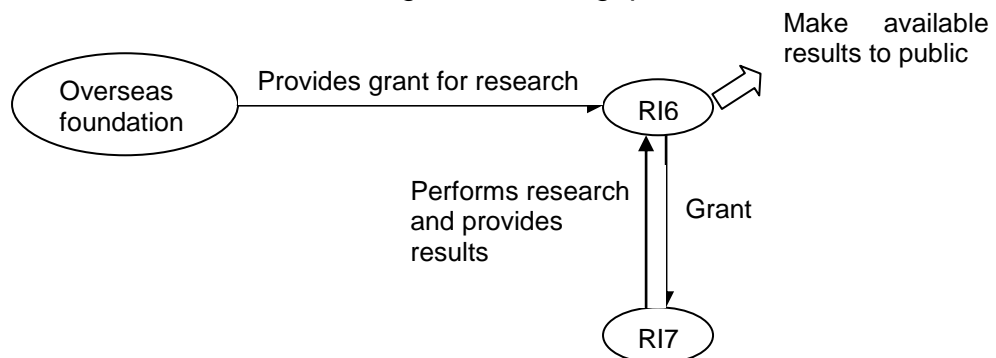 Make available
results to public
Provides grant for research
Overseas
foundation
RI6
Performs research
and provides
results
Grant
RI7